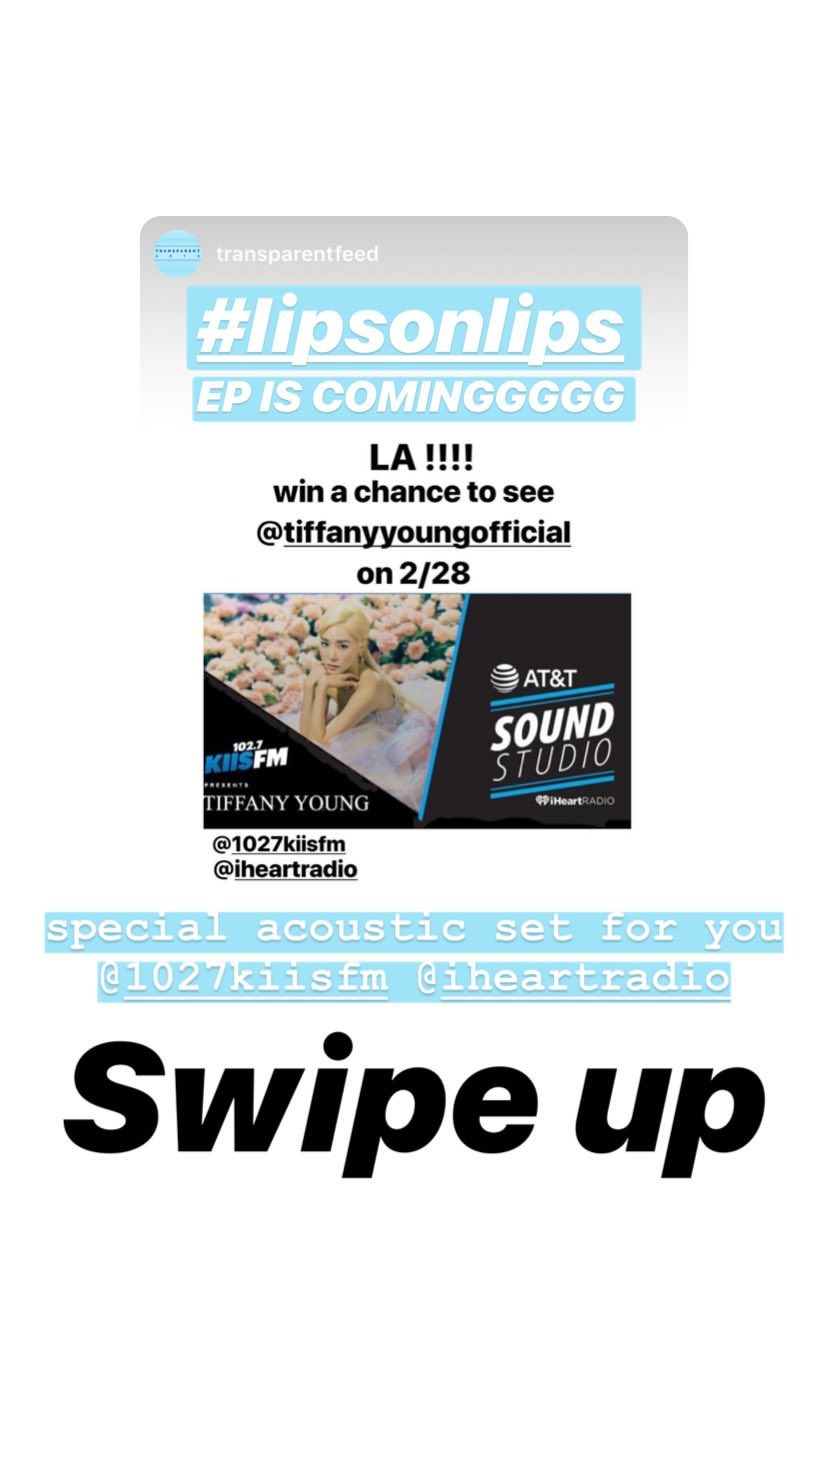 TRANSPARENT
A R T S
transparentfeed
#lipsonlips
EP IS COMINGGGGG
LA !!!!
win a chance to see
@tiffanyyoungofficial
on 2/28
AT&T
SOUND
STUDIO
iHeartRADIO
102.7
KIISFM
PRESENTS
TIFFANY YOUNG
@1027kiisfm
@iheartradio
special acoustic set for you
@1027kiisfm @iheartradio
Swipe up